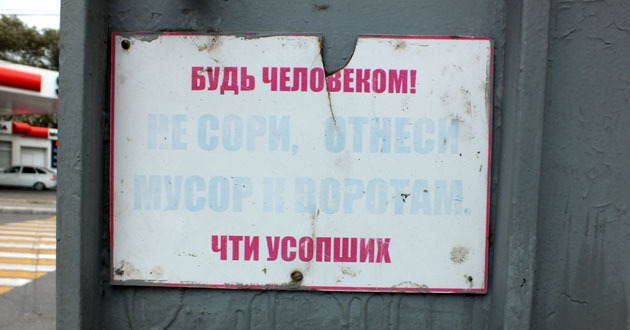 БУДЬ ЧЕЛОВЕКОМ!
НЕ СОРИ, ОТНЕСИ
МУСОР К ВОРОТАМ.
ЧТИ УСОПШИХ